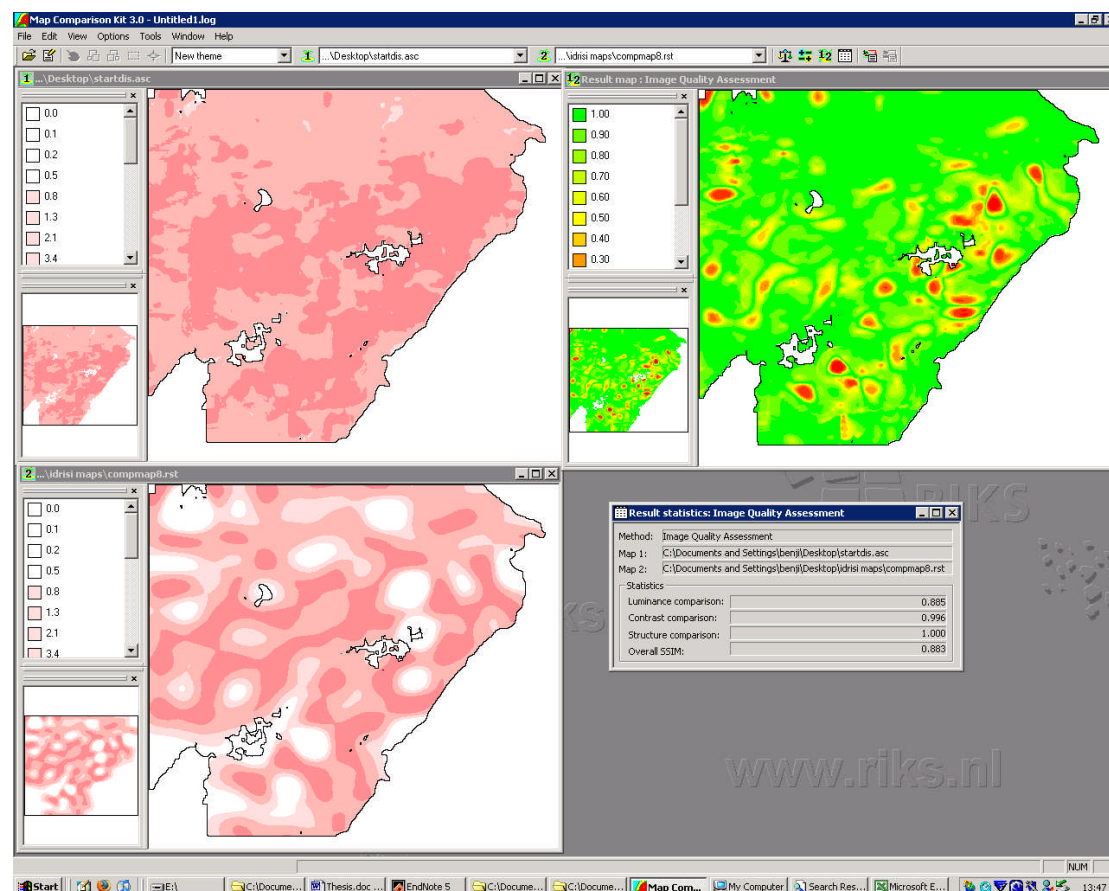 Map Comparison Kit 3.0 - Untitled1.log
File Edit View Options Tools Window Help
New theme 1 ...\Desktop\startdis.asc 2 ...\idrisi maps\compmap8.rst
1 ...\Desktop\startdis.asc
0.0
0.1
0.2
0.5
0.8
1.3
2.1
3.4
Result map : Image Quality Assessment
1.00
0.90
0.80
0.70
0.60
0.50
0.40
0.30
2 ...\idrisi maps\compmap8.rst
0.0
0.1
0.2
0.5
0.8
1.3
2.1
3.4
RIKS
Result statistics: Image Quality Assessment
Method: Image Quality Assessment
Map 1: C:\Documents and Settings\benji\Desktop\startdis.asc
Map 2: C:\Documents and Settings\benji\Desktop\idrisi maps\compmap8.rst
Statistics
Luminance comparison: 0.885
Contrast comparison: 0.996
Structure comparison: 1.000
Overall SSIM: 0.883
www.riks.nl
NUM
Start E:\ C:\Docume... Thesis.doc ... EndNote 5 C:\Docume... C:\Docume... Map Com... My Computer Search Res... Microsoft E... 13:47